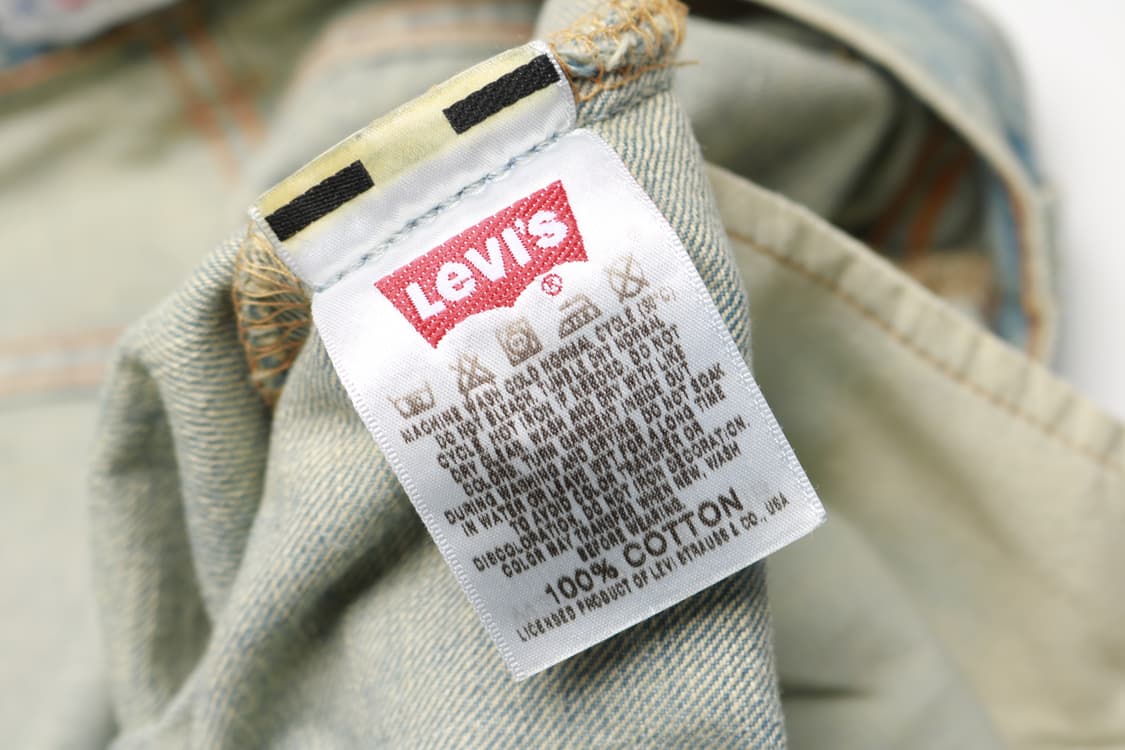 LEVI'S
®
MACHINE WASH COLD NORMAL CYCLE (30°C)
DO NOT BLEACH, TUMBLE DRY NORMAL
CYCLE, HOT IRON IF NEEDED, DO NOT
DRY CLEAN, WASH AND DRY WITH LIKE
COLORS, TURN GARMENT INSIDE OUT
DURING WASHING AND DRYING, DO NOT SOAK
IN WATER OR LEAVE WET FOR LONG TIME
TO AVOID COLOR TRANSFER OR
DISCOLORATION, DO NOT IRON DECORATION.
COLOR MAY TRANSFER WHEN NEW, WASH
BEFORE WEARING
100% COTTON
LICENSED PRODUCT OF LEVI STRAUSS & CO., USA